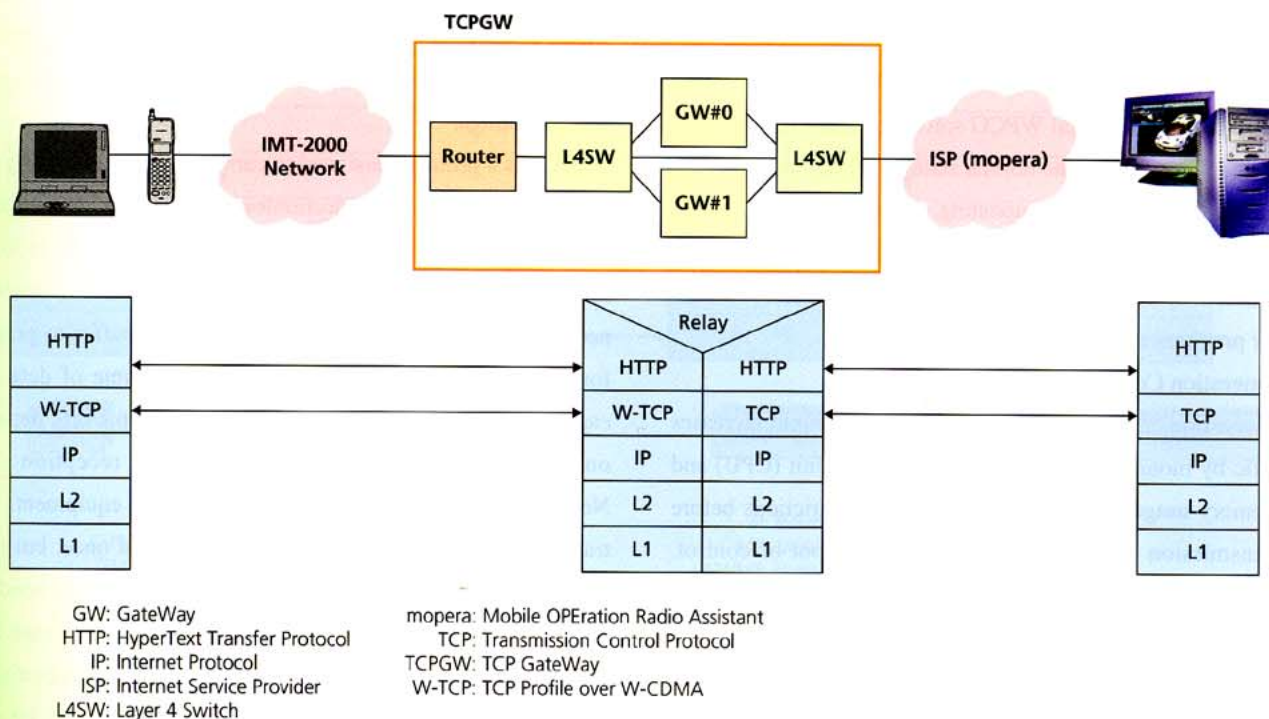 TCPGW
IMT-2000
Network
Router
L4SW
GW#0
GW#1
L4SW
ISP (mopera)
HTTP
W-TCP
IP
L2
L1
Relay
HTTP HTTP
W-TCP TCP
IP IP
L2 L2
L1 L1
HTTP
TCP
IP
L2
L1
GW: GateWay
HTTP: HyperText Transfer Protocol
IP: Internet Protocol
ISP: Internet Service Provider
L4SW: Layer 4 Switch
mopera: Mobile OPEration Radio Assistant
TCP: Transmission Control Protocol
TCPGW: TCP GateWay
W-TCP: TCP Profile over W-CDMA